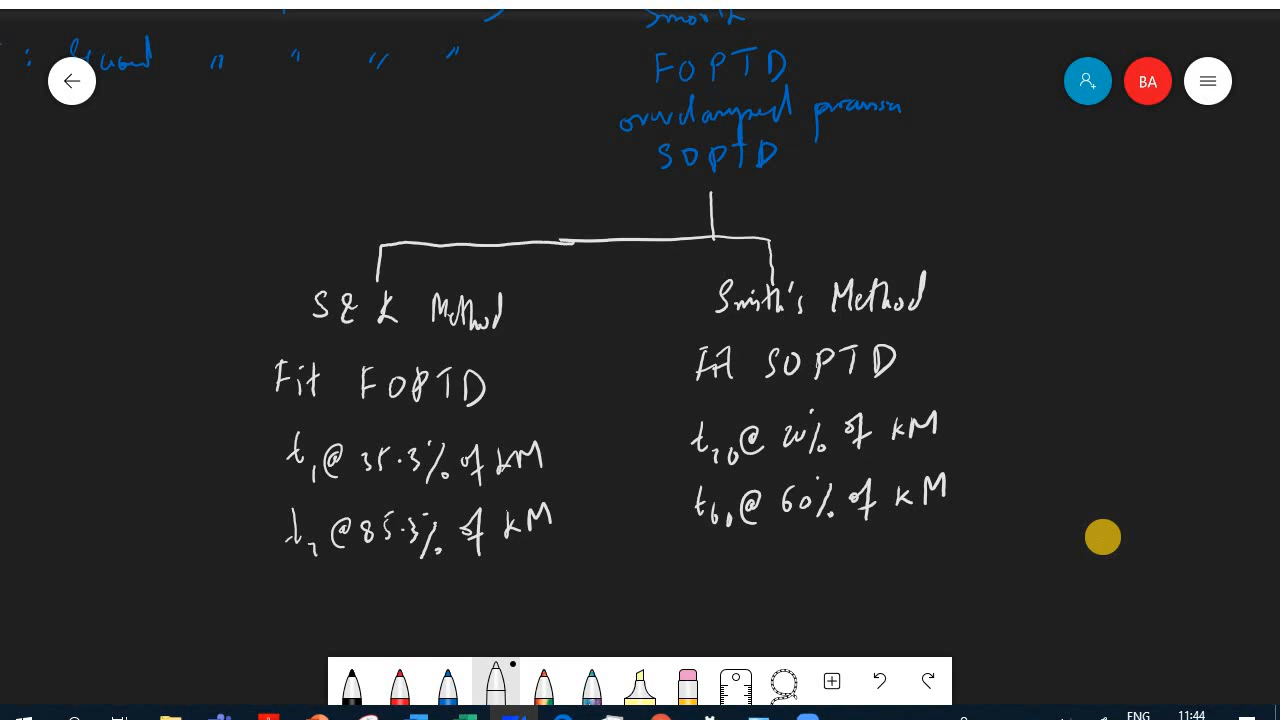 FOPTD
BA
overdamped process
SOPTD
S & K Method
Smith's Method
Fit FOPTD
Fit SOPTD
t1 @ 35.3% of KM
t20 @ 20% of KM
t2 @ 85.3% of KM
t60 @ 60% of KM
ENG
11:44